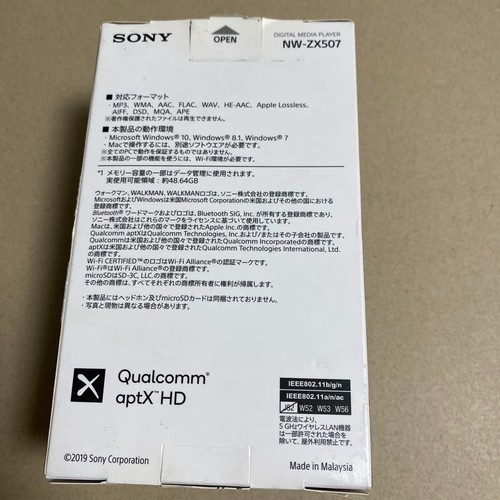 SONY
OPEN
DIGITAL MEDIA PLAYER
NW-ZX507
■ 対応フォーマット
・MP3、WMA、AAC、FLAC、WAV、HE-AAC、Apple Lossless、
AIFF、DSD、MQA、APE
※著作権保護されたファイルは再生できません。
■ 本製品の動作環境
・Microsoft Windows® 10、Windows® 8.1、Windows® 7
・Macで操作するには、別途ソフトウエアが必要です。
※全てのPCで動作を保証するものではありません。
※本製品の一部の機能を使うには、Wi-Fi環境が必要です。
*1 メモリー容量の一部はデータ管理に使用されます。
実使用可能領域：約48.64GB
ウォークマン、WALKMAN、WALKMANロゴは、ソニー株式会社の登録商標です。
MicrosoftおよびWindowsは米国Microsoft Corporationの米国およびその他の国における
登録商標です。
Bluetooth® ワードマークおよびロゴは、Bluetooth SIG, Inc.が所有する登録商標であり、
ソニー株式会社はこれらのマークをライセンスに基づいて使用しています。
Macは、米国および他の国々で登録されたApple Inc.の商標です。
Qualcomm aptXはQualcomm Technologies, Inc.および/またはその子会社の製品です。
Qualcommは米国および他の国々で登録されたQualcomm Incorporatedの商標です。
aptXは米国および他の国々で登録されたQualcomm Technologies International, Ltd.
の商標です。
Wi-Fi CERTIFIED™のロゴはWi-Fi Allianceの認証マークです。
Wi-Fi®はWi-Fi Allianceの登録商標です。
microSDはSD-3C, LLC.の商標です。
その他の商標は、すべてそれぞれの商標所有者に権利が帰属します。
・本製品にはヘッドホン及びmicroSDカードは同梱されておりません。
・写真と現物は異なる場合があります。
Qualcomm®
aptX™ HD
IEEE802.11b/g/n
IEEE802.11a/n/ac
J52 W52 W53 W56
電波法により、
5 GHzワイヤレスLAN機器
は一部許可された場合を
除いて、屋外利用禁止です。
©2019 Sony Corporation
Made in Malaysia